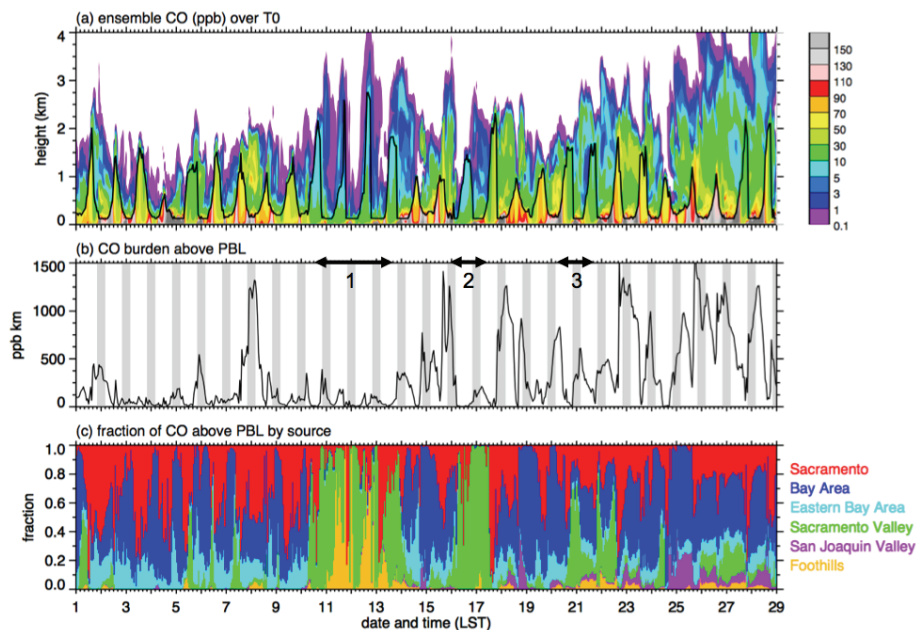 (a) ensemble CO (ppb) over T0
4
3
2
1
0
height (km)
150
130
110
90
70
50
30
10
5
3
1
0.1
(b) CO burden above PBL
1500
1000
500
0
ppb km
1
2
3
(c) fraction of CO above PBL by source
1.0
0.8
0.6
0.4
0.2
0.0
fraction
Sacramento
Bay Area
Eastern Bay Area
Sacramento Valley
San Joaquin Valley
Foothills
1 3 5 7 9 11 13 15 17 19 21 23 25 27 29
date and time (LST)